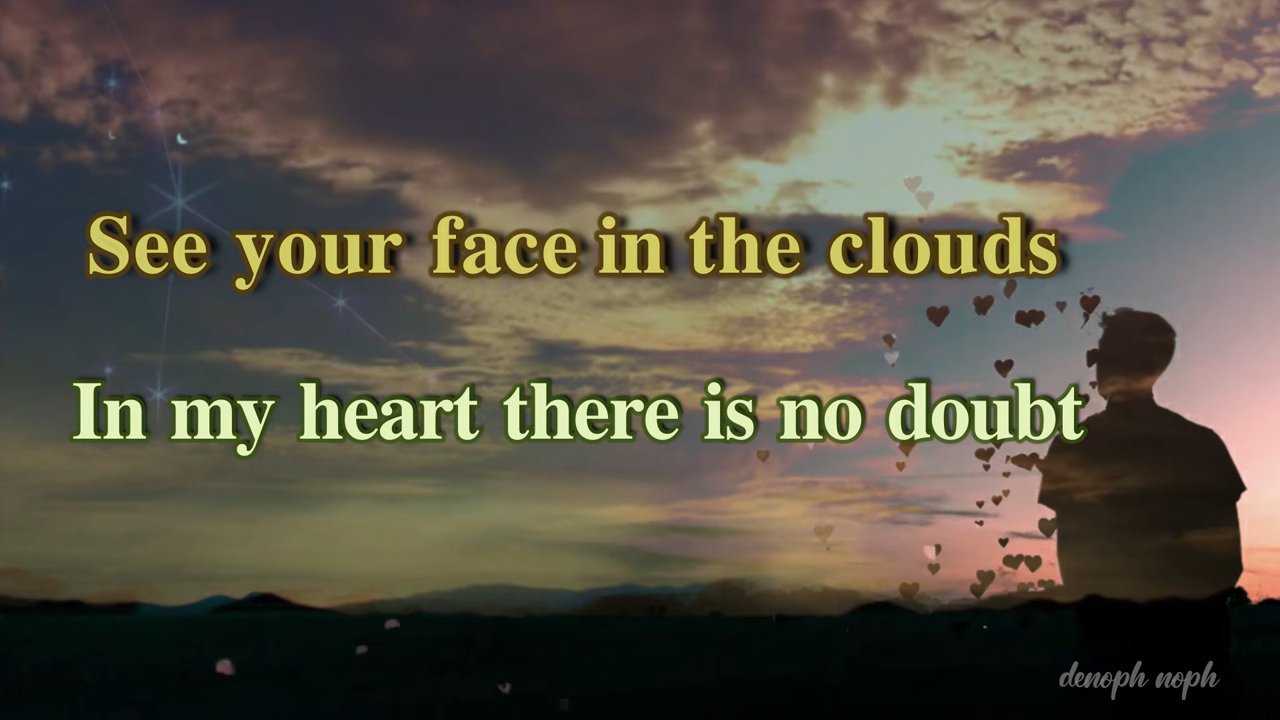 See your face in the clouds
In my heart there is no doubt
denoph noph